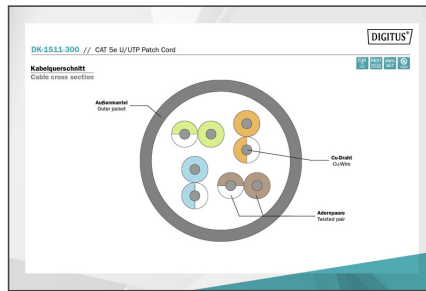 DIGITUS®
DK-1511-300 // CAT 5e U/UTP Patch Cord
Kabelquerschnitt
Cable cross section
Außenmantel
Outer jacket
Cu-Draht
Cu-Wire
Adernpaare
Twisted pair